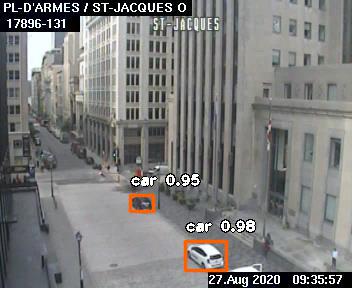 PL-D'ARMES / ST-JACQUES O
17896-131
ST-JACQUES
car 0.95
car 0.98
27.Aug 2020 09:35:57